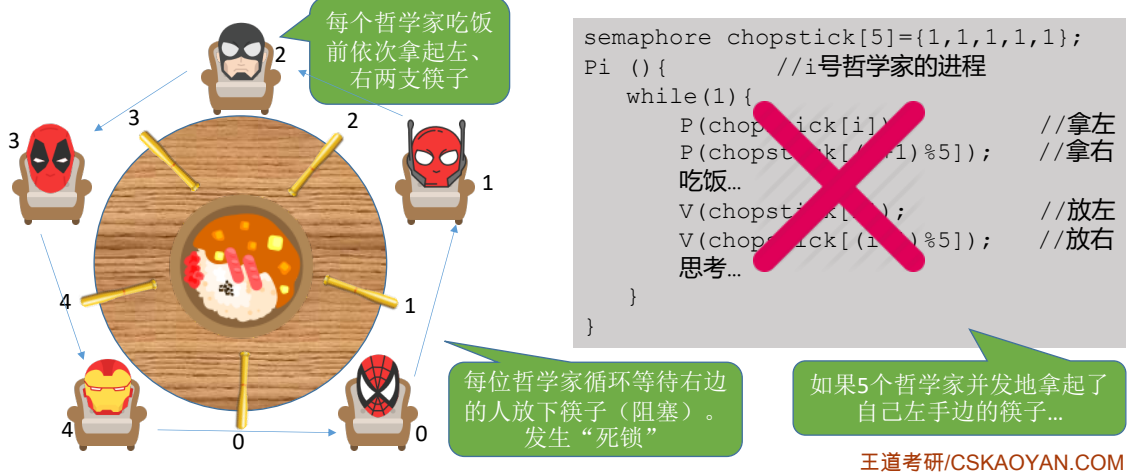 每个哲学家吃饭
前依次拿起左、
右两支筷子
2
3
2
3
1
4
1
4
0
0
每位哲学家循环等待右边
的人放下筷子（阻塞）。
发生“死锁”
semaphore chopstick[5]={1,1,1,1,1};
Pi (){ //i号哲学家的进程
while(1){
P(chop ick[i]) //拿左
P(chopst k[( +1)%5]); //拿右
吃饭…
V(chopsti k[ ); //放左
V(chop ck[(i )%5]); //放右
思考…
}
}
如果5个哲学家并发地拿起了
自己左手边的筷子…
王道考研/CSKAOYAN.COM